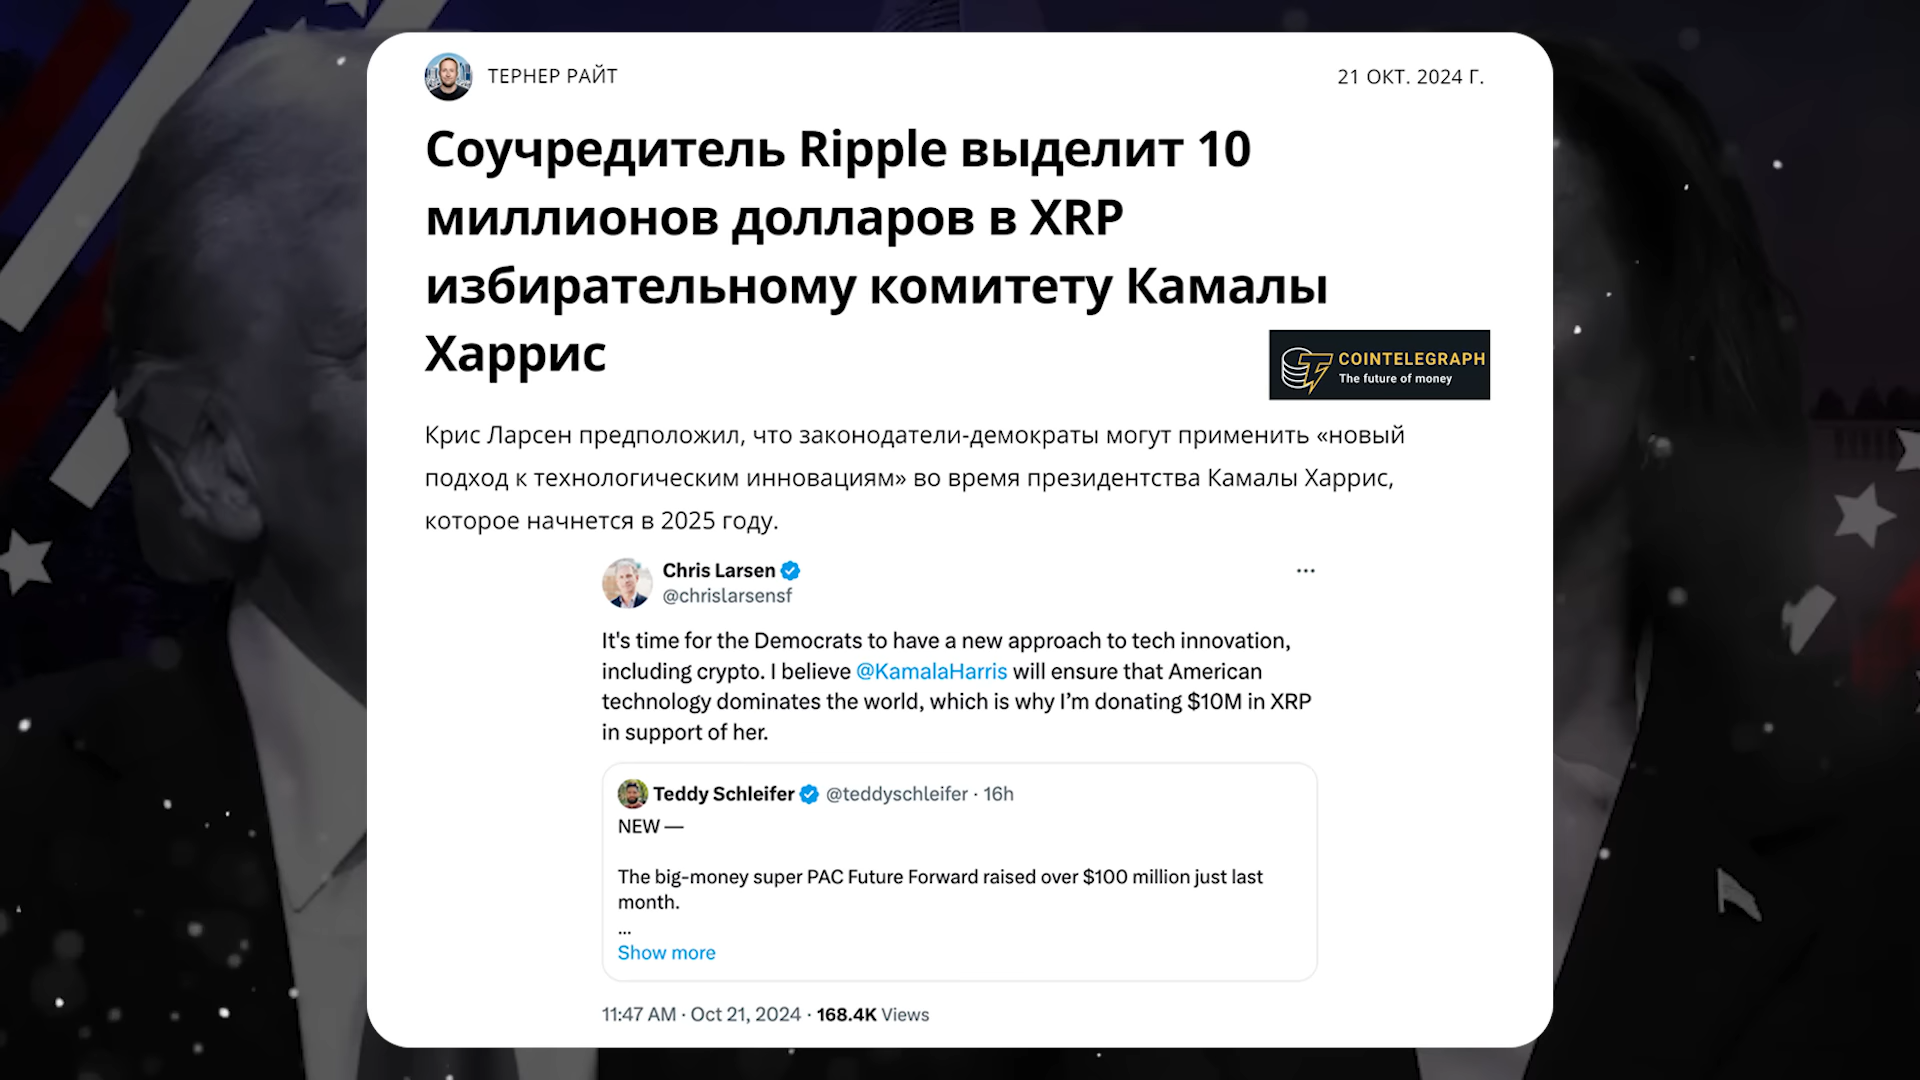 ТЕРНЕР РАЙТ
21 ОКТ. 2024 Г.
Соучредитель Ripple выделит 10
миллионов долларов в XRP
избирательному комитету Камалы
Харрис
COINTELEGRAPH
The future of money
Крис Ларсен предположил, что законодатели-демократы могут применить «новый
подход к технологическим инновациям» во время президентства Камалы Харрис,
которое начнется в 2025 году.
Chris Larsen
...
@chrislarsensf
It's time for the Democrats to have a new approach to tech innovation,
including crypto. I believe @KamalaHarris will ensure that American
technology dominates the world, which is why I’m donating $10M in XRP
in support of her.
Teddy Schleifer @teddyschleifer · 16h
NEW —
The big-money super PAC Future Forward raised over $100 million just last
month.
...
Show more
11:47 AM · Oct 21, 2024 · 168.4K Views